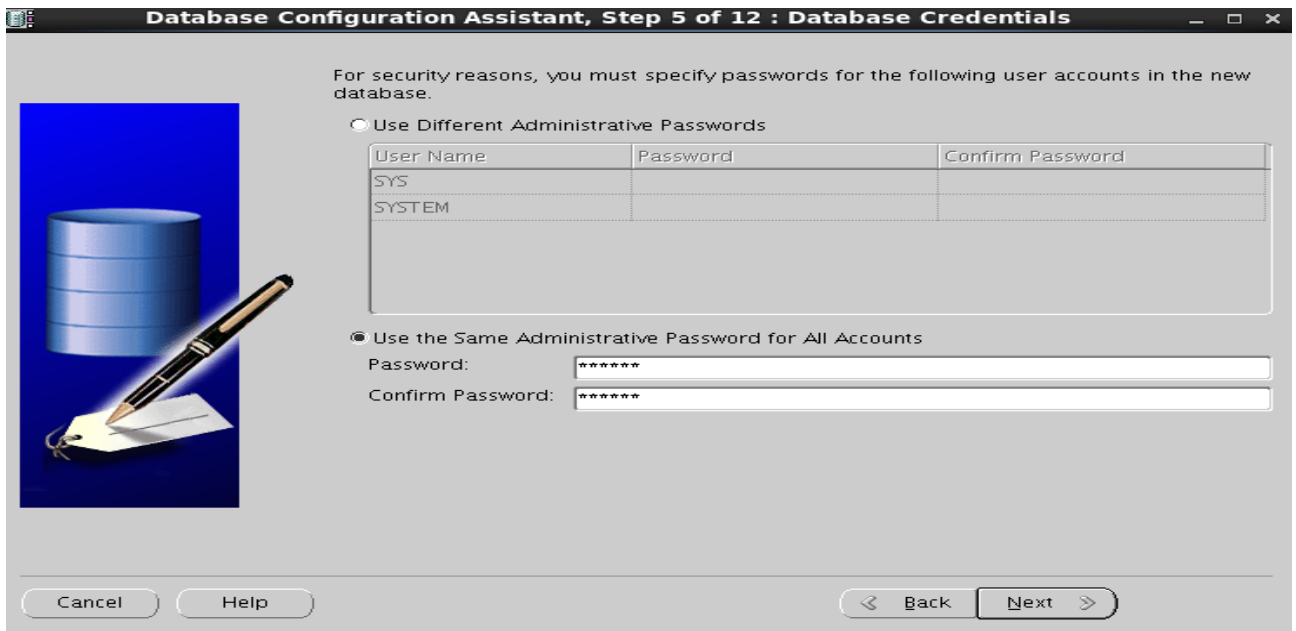 Database Configuration Assistant, Step 5 of 12 : Database Credentials
For security reasons, you must specify passwords for the following user accounts in the new
database.
Use Different Administrative Passwords
User Name Password Confirm Password
SYS
SYSTEM
Use the Same Administrative Password for All Accounts
Password: ******
Confirm Password: ******
Cancel Help Back Next